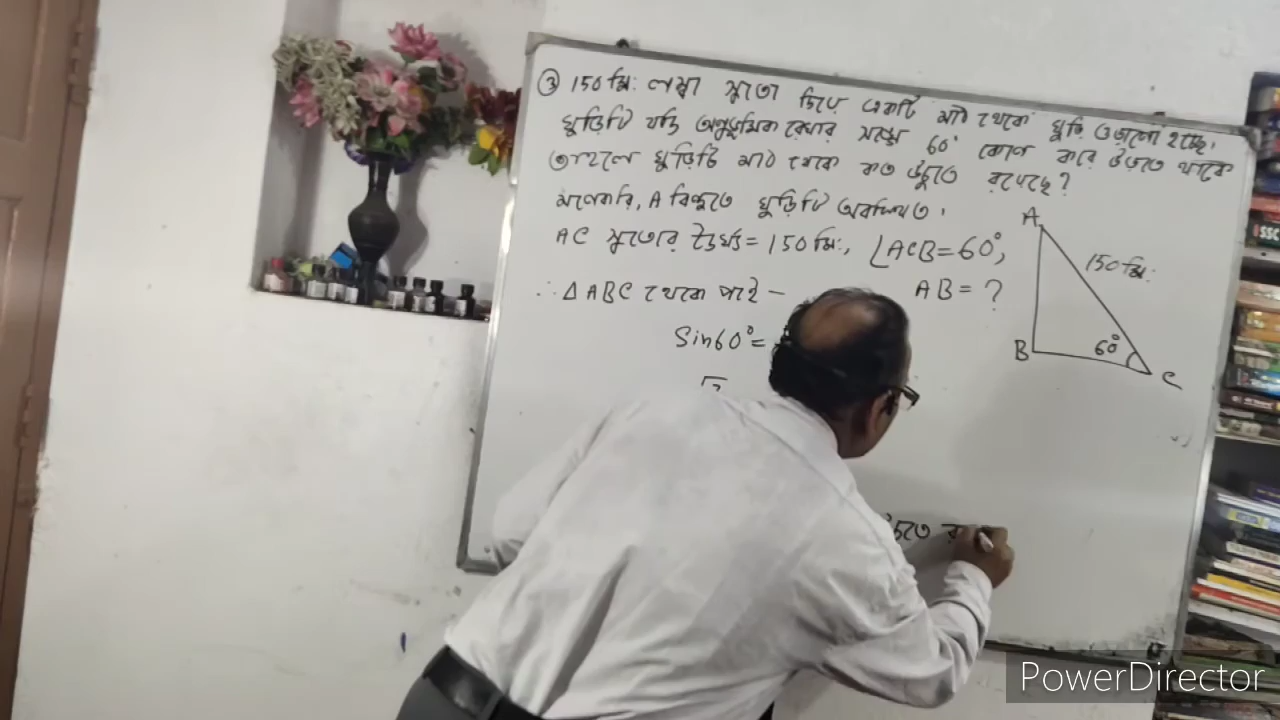 ③ 150 মি: লম্বা সুতো দিয়ে একটি মাঠ থেকে ঘুড়ি ওড়ানো হচ্ছে।
ঘুড়িটি যদি অনুভূমিক রেখার সঙ্গে 60° কোণ করে উড়তে থাকে
তাহলে ঘুড়িটি মাঠ থেকে কত উঁচুতে রয়েছে?
মনেকরি, A বিন্দুতে ঘুড়িটি অবস্থিত।
AC সুতোর দৈর্ঘ্য = 150 মি:, ∠ACB = 60°,
∴ Δ ABC থেকে পাই – AB = ?
Sin60° =
A
150 মি:
B 60° C
PowerDirector